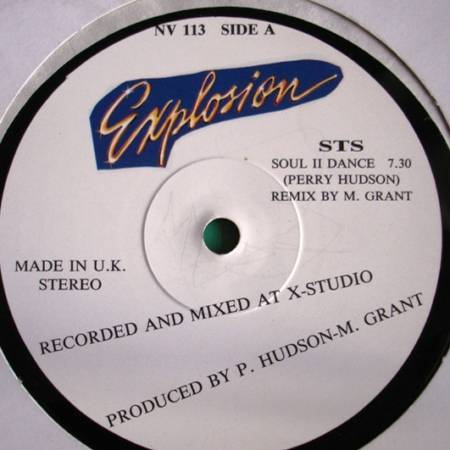 NV 113 SIDE A
Explosion
STS
SOUL II DANCE 7.30
(PERRY HUDSON)
REMIX BY M. GRANT
MADE IN U.K.
STEREO
RECORDED AND MIXED AT X-STUDIO
PRODUCED BY P. HUDSON-M. GRANT